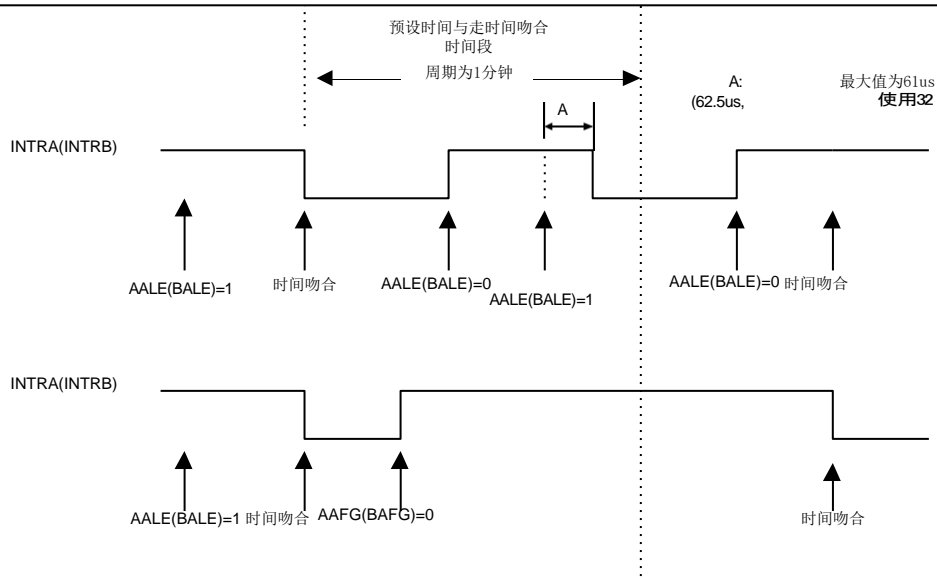 预设时间与走时间吻合
时间段
周期为1分钟
A:
(62.5us,
最大值为61us
使用32
A
INTRA(INTRB)
AALE(BALE)=1
时间吻合
AALE(BALE)=0
AALE(BALE)=1
AALE(BALE)=0
时间吻合
INTRA(INTRB)
AALE(BALE)=1
时间吻合
AAFG(BAFG)=0
时间吻合